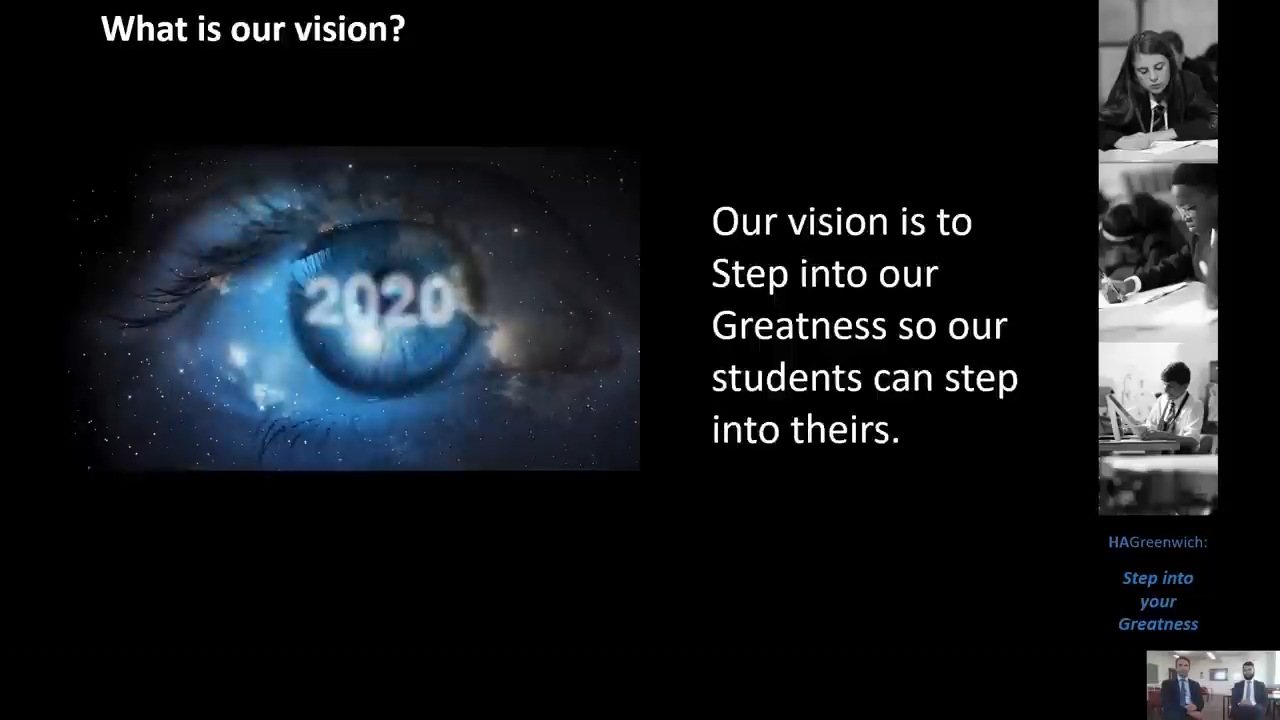 What is our vision?
2020
Our vision is to
Step into our
Greatness so our
students can step
into theirs.
HAGreenwich:
Step into
your
Greatness